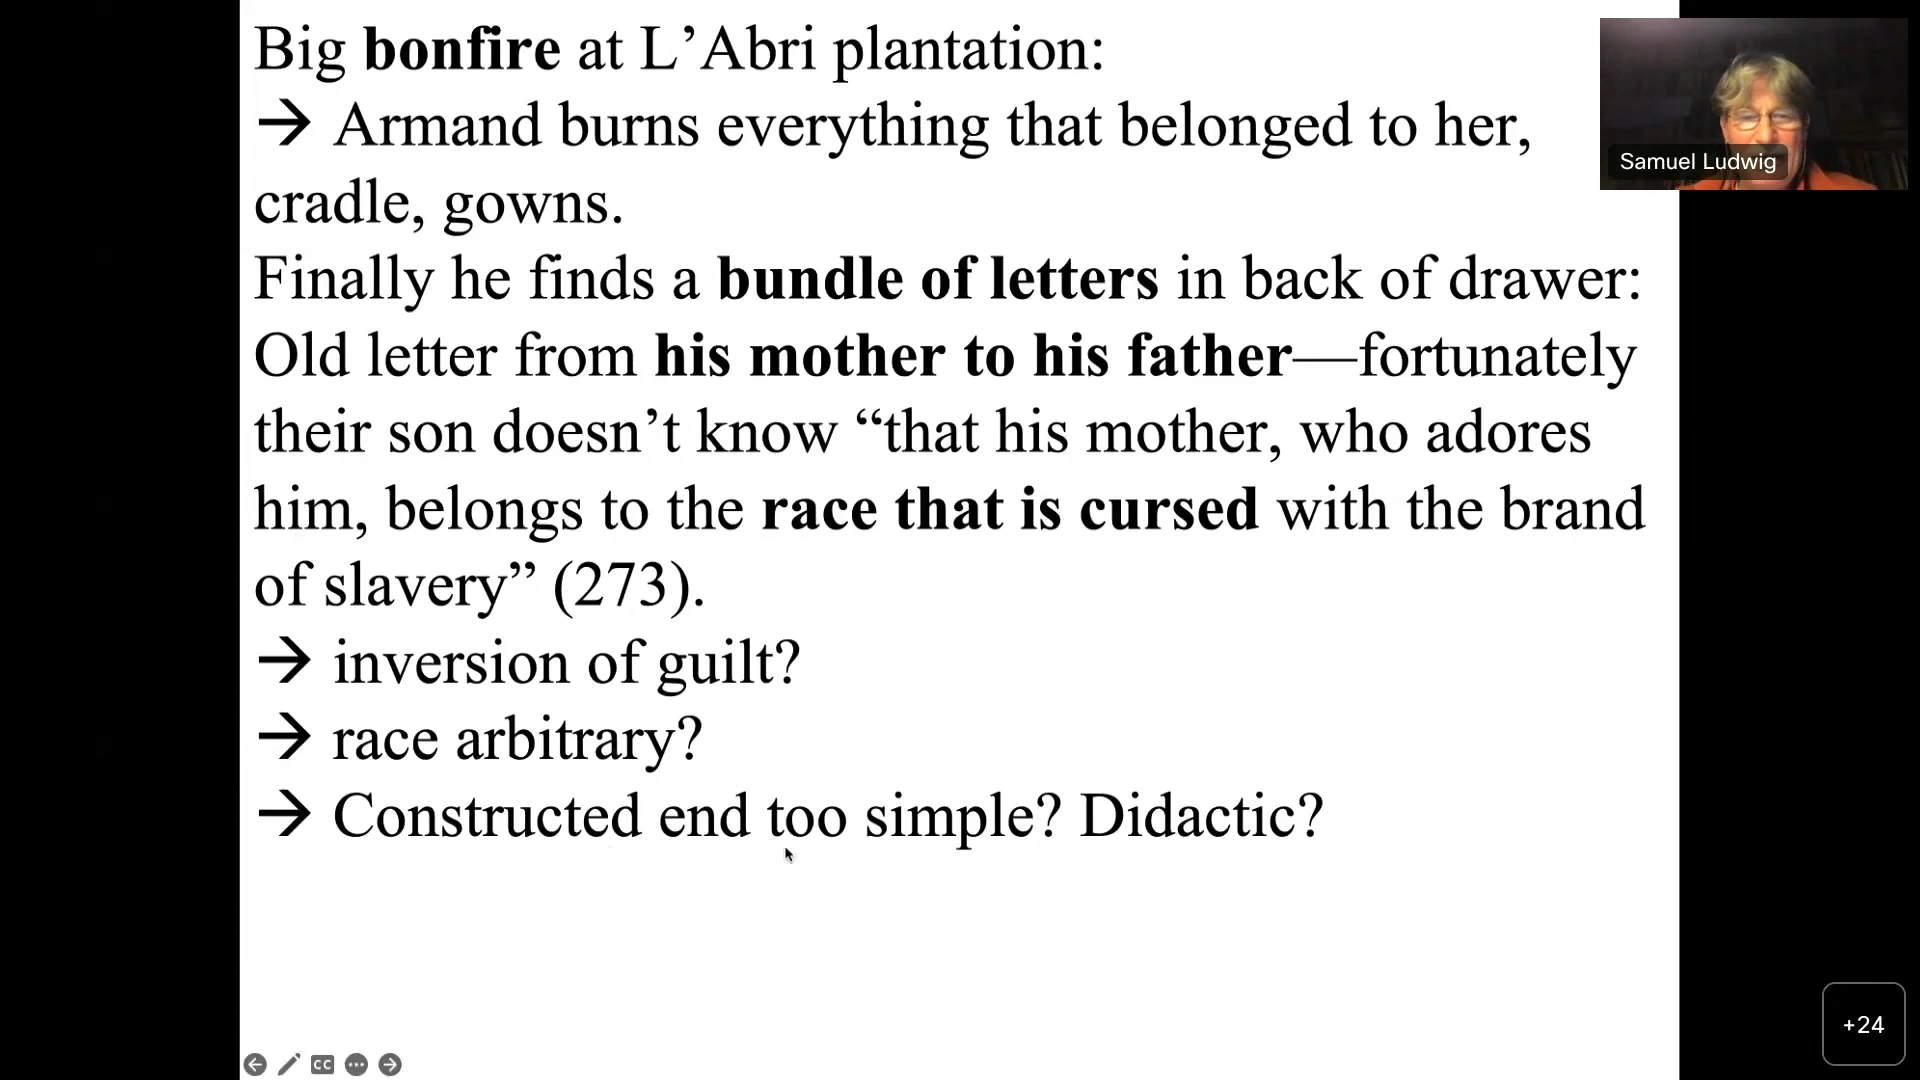 Big bonfire at L’Abri plantation:
→ Armand burns everything that belonged to her,
cradle, gowns.
Finally he finds a bundle of letters in back of drawer:
Old letter from his mother to his father—fortunately
their son doesn’t know “that his mother, who adores
him, belongs to the race that is cursed with the brand
of slavery” (273).
→ inversion of guilt?
→ race arbitrary?
→ Constructed end too simple? Didactic?
Samuel Ludwig
CC
+24